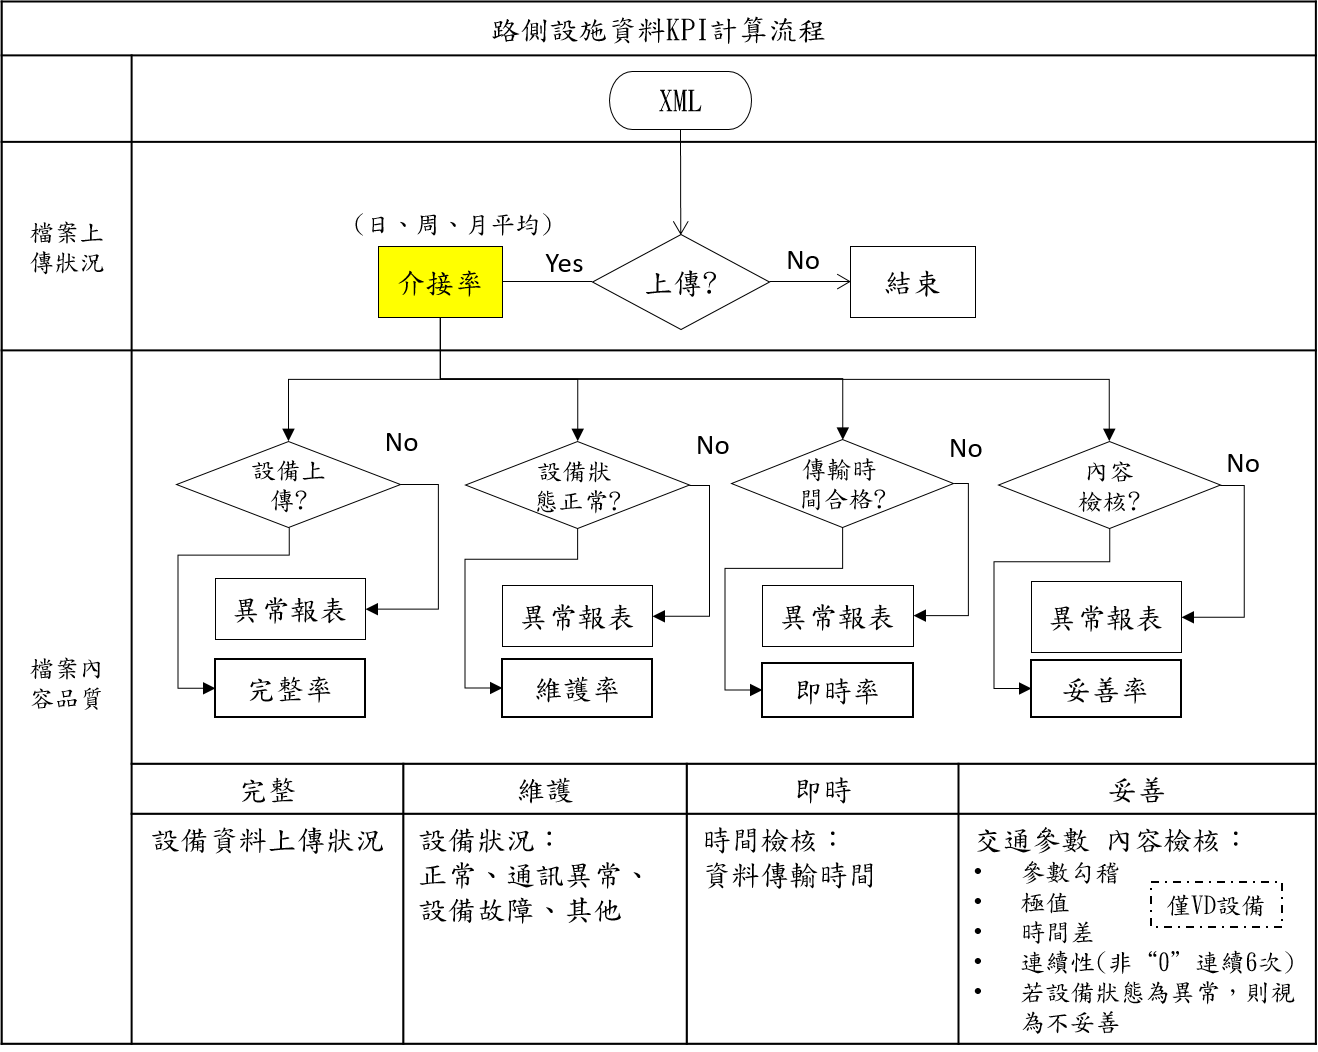 路側設施資料KPI計算流程
XML
檔案上
傳狀況
(日、周、月平均)
介接率
Yes
上傳?
No
結束
檔案內
容品質
設備上
傳?
No
設備狀
態正常?
No
傳輸時
間合格?
No
內容
檢核?
No
異常報表
異常報表
異常報表
異常報表
完整率
維護率
即時率
妥善率
完整
維護
即時
妥善
設備資料上傳狀況
設備狀況：
正常、通訊異常、
設備故障、其他
時間檢核：
資料傳輸時間
交通參數 內容檢核：
• 參數勾稽
• 極值
• 時間差
• 連續性(非“0”連續6次)
• 若設備狀態為異常，則視
為不妥善
僅VD設備